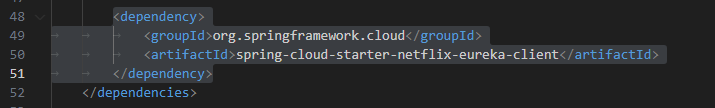 48 <dependency>
49 <groupId>org.springframework.cloud</groupId>
50 <artifactId>spring-cloud-starter-netflix-eureka-client</artifactId>
51 </dependency>
52 </dependencies>